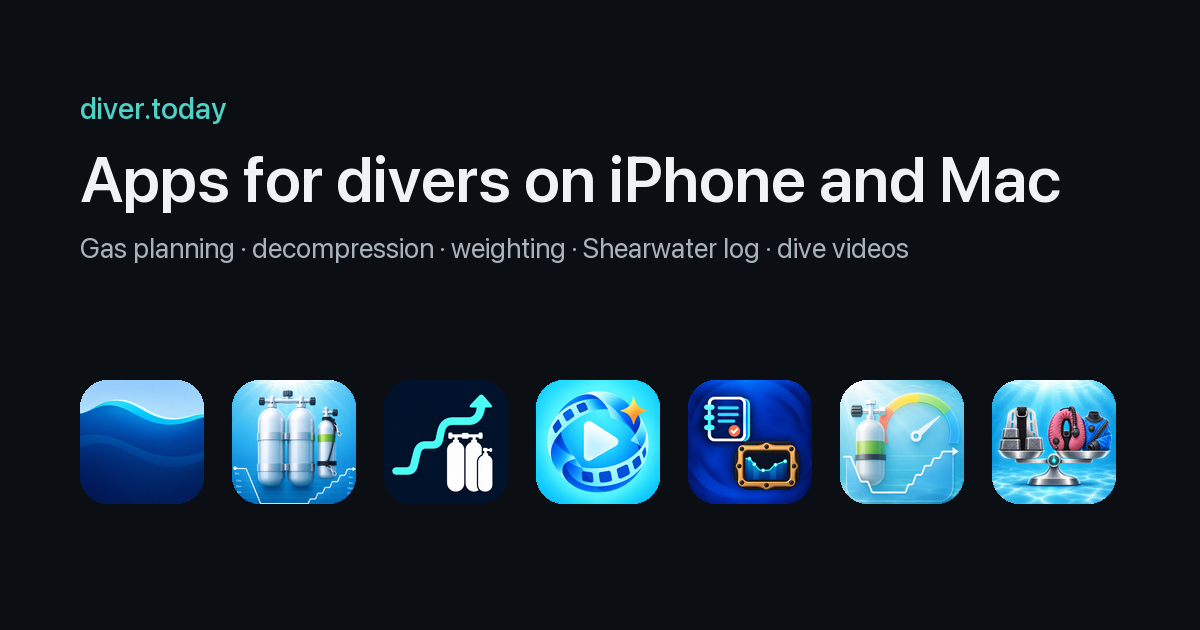 diver.today
Apps for divers on iPhone and Mac
Gas planning · decompression · weighting · Shearwater log · dive videos